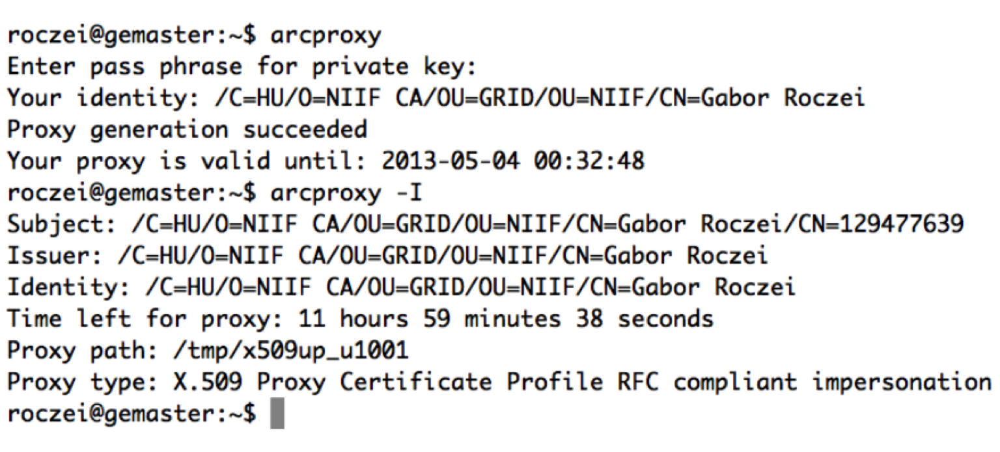 roczei@gemaster:~$ arcproxy
Enter pass phrase for private key:
Your identity: /C=HU/O=NIIF CA/OU=GRID/OU=NIIF/CN=Gabor Roczei
Proxy generation succeeded
Your proxy is valid until: 2013-05-04 00:32:48
roczei@gemaster:~$ arcproxy -I
Subject: /C=HU/O=NIIF CA/OU=GRID/OU=NIIF/CN=Gabor Roczei/CN=129477639
Issuer: /C=HU/O=NIIF CA/OU=GRID/OU=NIIF/CN=Gabor Roczei
Identity: /C=HU/O=NIIF CA/OU=GRID/OU=NIIF/CN=Gabor Roczei
Time left for proxy: 11 hours 59 minutes 38 seconds
Proxy path: /tmp/x509up_u1001
Proxy type: X.509 Proxy Certificate Profile RFC compliant impersonation
roczei@gemaster:~$